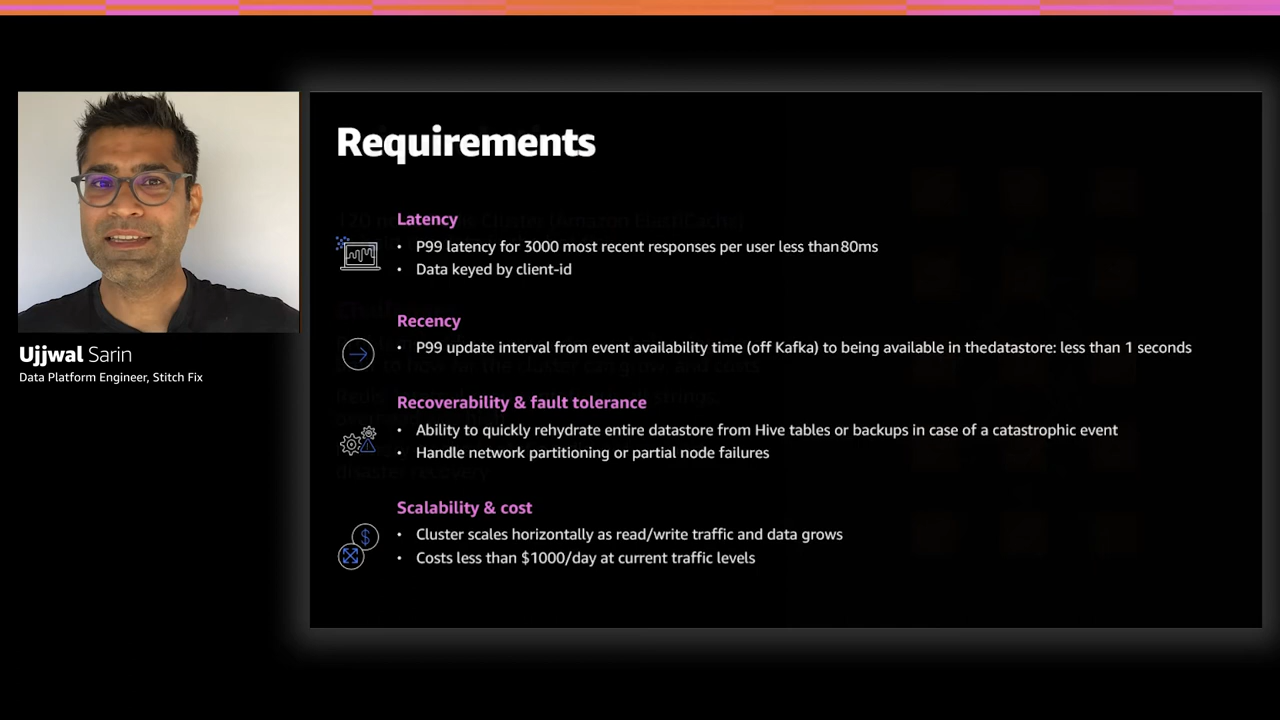 Requirements
Latency
• P99 latency for 3000 most recent responses per user less than80ms
• Data keyed by client-id
Recency
• P99 update interval from event availability time (off Kafka) to being available in thedatastore: less than 1 seconds
Recoverability & fault tolerance
• Ability to quickly rehydrate entire datastore from Hive tables or backups in case of a catastrophic event
• Handle network partitioning or partial node failures
Scalability & cost
• Cluster scales horizontally as read/write traffic and data grows
• Costs less than $1000/day at current traffic levels
Ujjwal Sarin
Data Platform Engineer, Stitch Fix